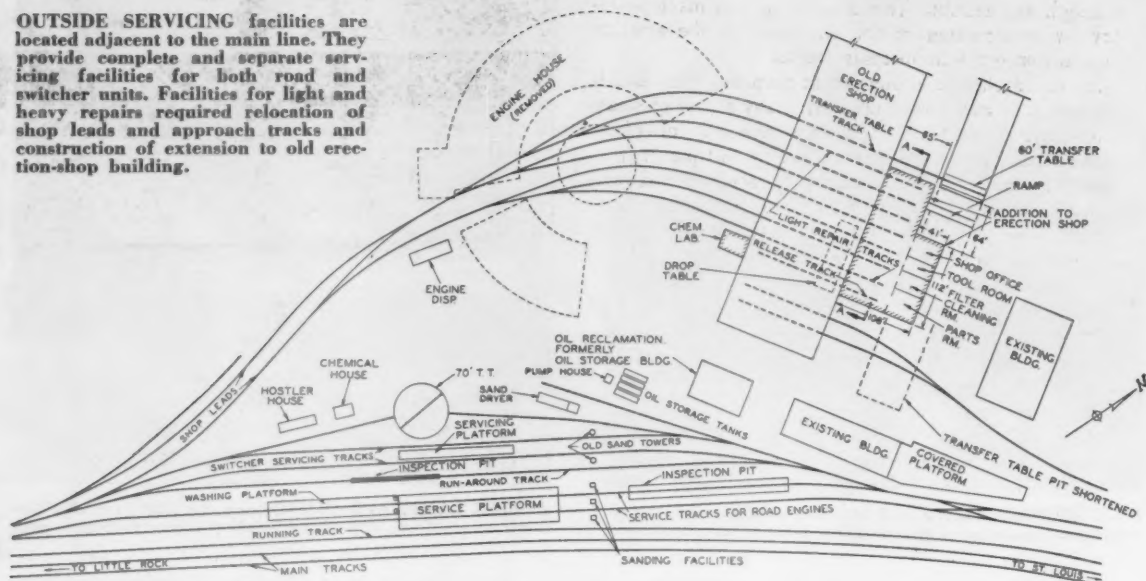 OUTSIDE SERVICING facilities are
located adjacent to the main line. They
provide complete and separate serv-
icing facilities for both road and
switcher units. Facilities for light and
heavy repairs required relocation of
shop leads and approach tracks and
construction of extension to old erec-
tion-shop building.
ENGINE HOUSE
(REMOVED)
OLD
ERECTION
SHOP
TRANSFER TABLE
TRACK
A
85'
60' TRANSFER
TABLE
RAMP
ADDITION TO
ERECTION SHOP
41'
64'
CHEM
LAB.
LIGHT REPAIR TRACKS
RELEASE TRACK
DROP
TABLE
SHOP OFFICE
TOOL ROOM
112'
FILTER
CLEANING
RM.
PARTS
RM.
A
108'
EXISTING
BLDG.
ENGINE
DISP.
N
OIL RECLAMATION
FORMERLY
OIL STORAGE BLDG.
PUMP HOUSE
OIL STORAGE TANKS
SAND
DRYER
70' T. T.
CHEMICAL
HOUSE
HOSTLER
HOUSE
SHOP LEADS
SERVICING
PLATFORM
OLD SAND TOWERS
SWITCHER SERVICING TRACKS
INSPECTION PIT
RUN-AROUND TRACK
INSPECTION PIT
EXISTING BLDG.
COVERED
PLATFORM
TRANSFER TABLE PIT SHORTENED
WASHING PLATFORM
SERVICE PLATFORM
SERVICE TRACKS FOR ROAD ENGINES
RUNNING TRACK
SANDING FACILITIES
TO LITTLE ROCK
MAIN TRACKS
TO ST. LOUIS